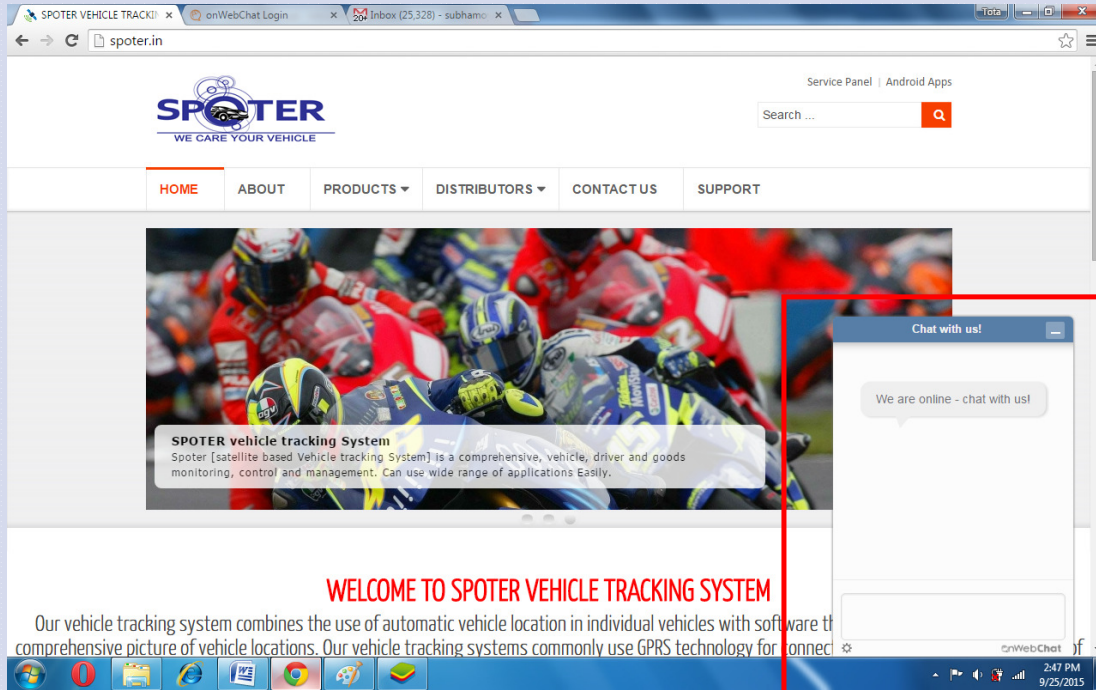 SPOTER VEHICLE TRACKIN
onWebChat Login
Inbox (25,328) - subhamo
Tota
spoter.in
SPOTER
WE CARE YOUR VEHICLE
Service Panel | Android Apps
Search ...
HOME ABOUT PRODUCTS DISTRIBUTORS CONTACT US SUPPORT
SPOTER vehicle tracking System
Spoter [satellite based Vehicle tracking System] is a comprehensive, vehicle, driver and goods
monitoring, control and management. Can use wide range of applications Easily.
Chat with us!
We are online - chat with us!
onWebChat
WELCOME TO SPOTER VEHICLE TRACKING SYSTEM
Our vehicle tracking system combines the use of automatic vehicle location in individual vehicles with software th
comprehensive picture of vehicle locations. Our vehicle tracking systems commonly use GPRS technology for connec of
2:47 PM
9/25/2015